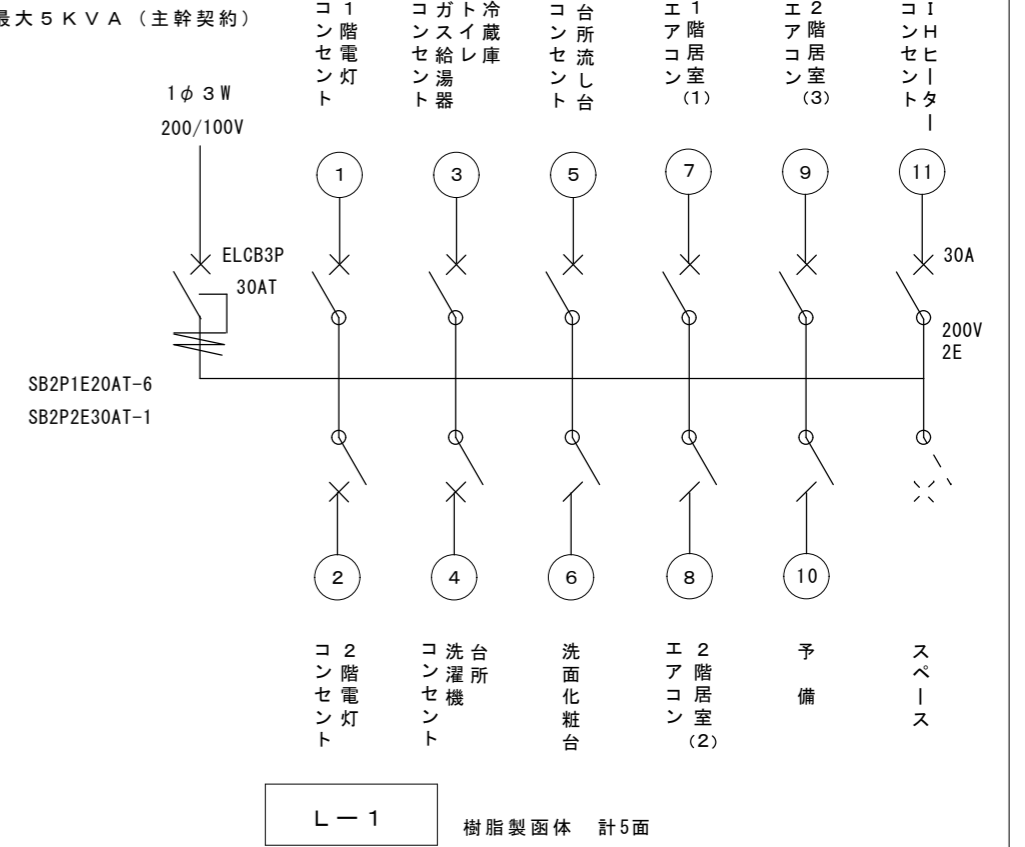 最大5KVA(主幹契約)
1φ3W
200/100V
1階電灯
コンセント
冷蔵庫
トイレ
ガス給湯器
コンセント
台所流し台
コンセント
1階居室(1)
エアコン
2階居室(3)
エアコン
IHヒーター
コンセント
1
3
5
7
9
11
ELCB3P
30AT
30A
200V
2E
SB2P1E20AT-6
SB2P2E30AT-1
2
4
6
8
10
2階電灯
コンセント
台所
洗濯機
コンセント
洗面化粧台
2階居室(2)
エアコン
予備
スペース
L-1
樹脂製函体 計5面